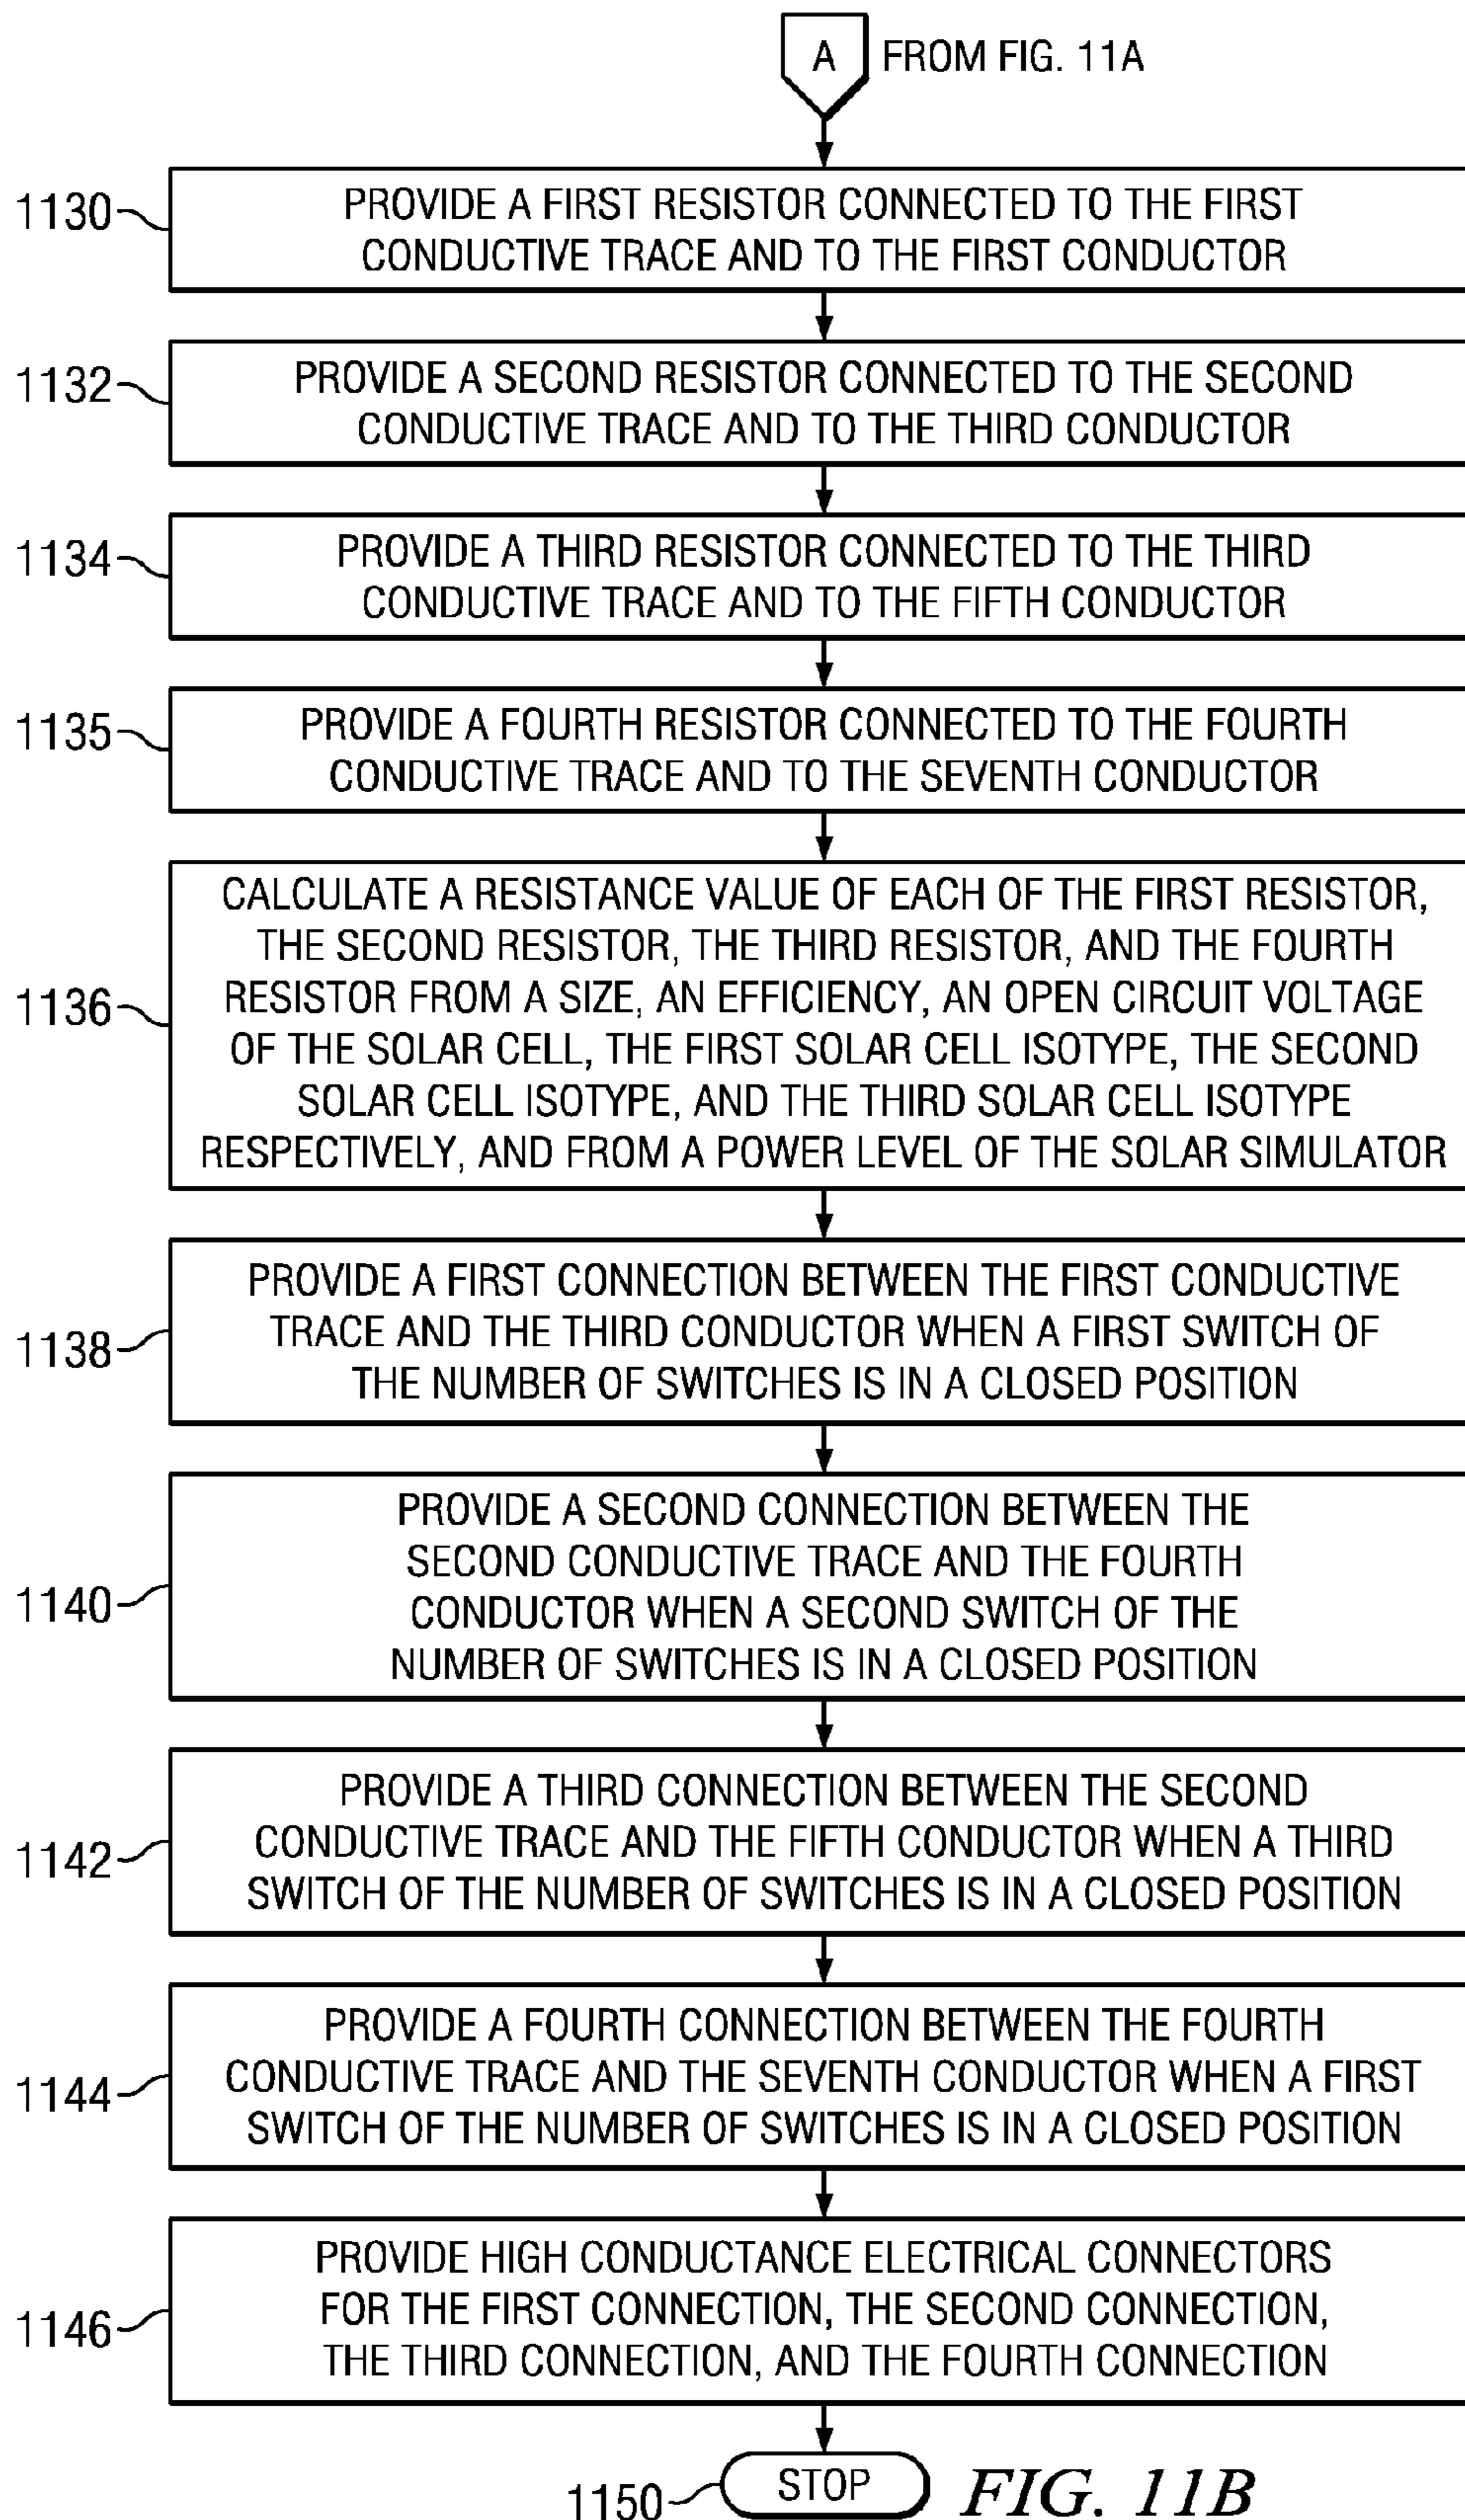 A FROM FIG. 11A
1130
PROVIDE A FIRST RESISTOR CONNECTED TO THE FIRST
CONDUCTIVE TRACE AND TO THE FIRST CONDUCTOR
1132
PROVIDE A SECOND RESISTOR CONNECTED TO THE SECOND
CONDUCTIVE TRACE AND TO THE THIRD CONDUCTOR
1134
PROVIDE A THIRD RESISTOR CONNECTED TO THE THIRD
CONDUCTIVE TRACE AND TO THE FIFTH CONDUCTOR
1135
PROVIDE A FOURTH RESISTOR CONNECTED TO THE FOURTH
CONDUCTIVE TRACE AND TO THE SEVENTH CONDUCTOR
1136
CALCULATE A RESISTANCE VALUE OF EACH OF THE FIRST RESISTOR,
THE SECOND RESISTOR, THE THIRD RESISTOR, AND THE FOURTH
RESISTOR FROM A SIZE, AN EFFICIENCY, AN OPEN CIRCUIT VOLTAGE
OF THE SOLAR CELL, THE FIRST SOLAR CELL ISOTYPE, THE SECOND
SOLAR CELL ISOTYPE, AND THE THIRD SOLAR CELL ISOTYPE
RESPECTIVELY, AND FROM A POWER LEVEL OF THE SOLAR SIMULATOR
1138
PROVIDE A FIRST CONNECTION BETWEEN THE FIRST CONDUCTIVE
TRACE AND THE THIRD CONDUCTOR WHEN A FIRST SWITCH OF
THE NUMBER OF SWITCHES IS IN A CLOSED POSITION
1140
PROVIDE A SECOND CONNECTION BETWEEN THE
SECOND CONDUCTIVE TRACE AND THE FOURTH
CONDUCTOR WHEN A SECOND SWITCH OF THE
NUMBER OF SWITCHES IS IN A CLOSED POSITION
1142
PROVIDE A THIRD CONNECTION BETWEEN THE SECOND
CONDUCTIVE TRACE AND THE FIFTH CONDUCTOR WHEN A THIRD
SWITCH OF THE NUMBER OF SWITCHES IS IN A CLOSED POSITION
1144
PROVIDE A FOURTH CONNECTION BETWEEN THE FOURTH
CONDUCTIVE TRACE AND THE SEVENTH CONDUCTOR WHEN A FIRST
SWITCH OF THE NUMBER OF SWITCHES IS IN A CLOSED POSITION
1146
PROVIDE HIGH CONDUCTANCE ELECTRICAL CONNECTORS
FOR THE FIRST CONNECTION, THE SECOND CONNECTION,
THE THIRD CONNECTION, AND THE FOURTH CONNECTION
1150 STOP FIG. 11B